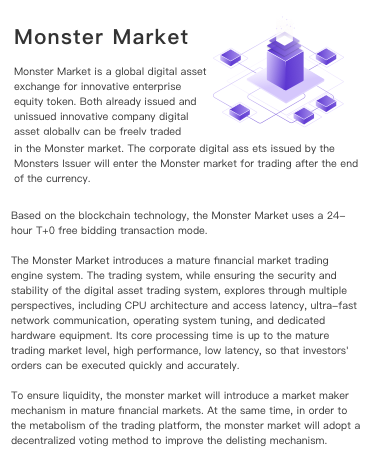 Monster Market
Monster Market is a global digital asset
exchange for innovative enterprise
equity token. Both already issued and
unissued innovative company digital
asset globally can be freely traded
in the Monster market. The corporate digital ass ets issued by the
Monsters Issuer will enter the Monster market for trading after the end
of the currency.
Based on the blockchain technology, the Monster Market uses a 24-
hour T+0 free bidding transaction mode.
The Monster Market introduces a mature financial market trading
engine system. The trading system, while ensuring the security and
stability of the digital asset trading system, explores through multiple
perspectives, including CPU architecture and access latency, ultra-fast
network communication, operating system tuning, and dedicated
hardware equipment. Its core processing time is up to the mature
trading market level, high performance, low latency, so that investors'
orders can be executed quickly and accurately.
To ensure liquidity, the monster market will introduce a market maker
mechanism in mature financial markets. At the same time, in order to
the metabolism of the trading platform, the monster market will adopt a
decentralized voting method to improve the delisting mechanism.